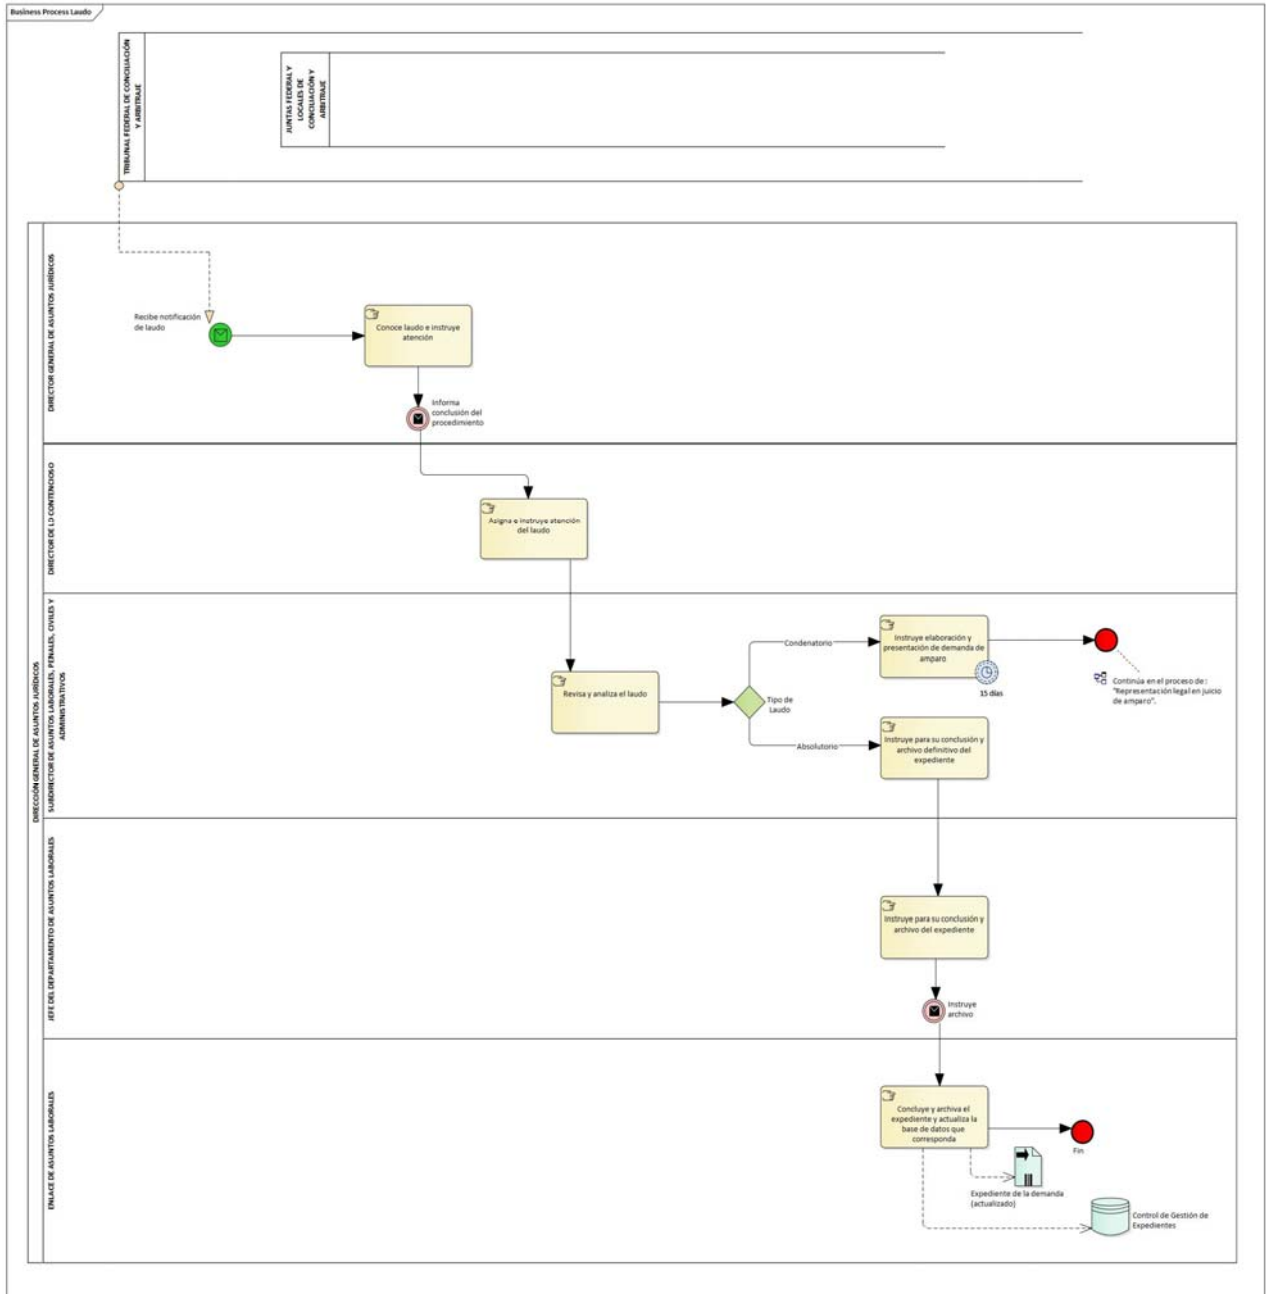 Business Process Laudo
TRIBUNAL FEDERAL DE CONCILIACIÓN
Y ARBITRAJE
JUNTAS FEDERAL Y
LOCALES DE
CONCILIACIÓN Y
ARBITRAJE
DIRECCIÓN GENERAL DE ASUNTOS JURÍDICOS
DIRECTOR GENERAL DE ASUNTOS JURÍDICOS
Recibe notificación
de laudo
Conoce laudo e instruye
atención
Informa
conclusión del
procedimiento
DIRECTOR DE LO CONTENCIOSO
Asigna e instruye atención
del laudo
SUBDIRECTOR DE ASUNTOS LABORALES, PENALES, CIVILES Y
ADMINISTRATIVOS
Revisa y analiza el laudo
Tipo de
Laudo
Condenatorio
Instruye elaboración y
presentación de demanda de
amparo
15 días
Continúa en el proceso de:
"Representación legal en juicio
de amparo".
Absolutorio
Instruye para su conclusión y
archivo definitivo del
expediente
JEFE DEL DEPARTAMENTO DE ASUNTOS LABORALES
Instruye para su conclusión y
archivo del expediente
Instruye
archivo
ENLACE DE ASUNTOS LABORALES
Concluye y archiva el
expediente y actualiza la
base de datos que
corresponda
Fin
Expediente de la demanda
(actualizado)
Control de Gestión de
Expedientes